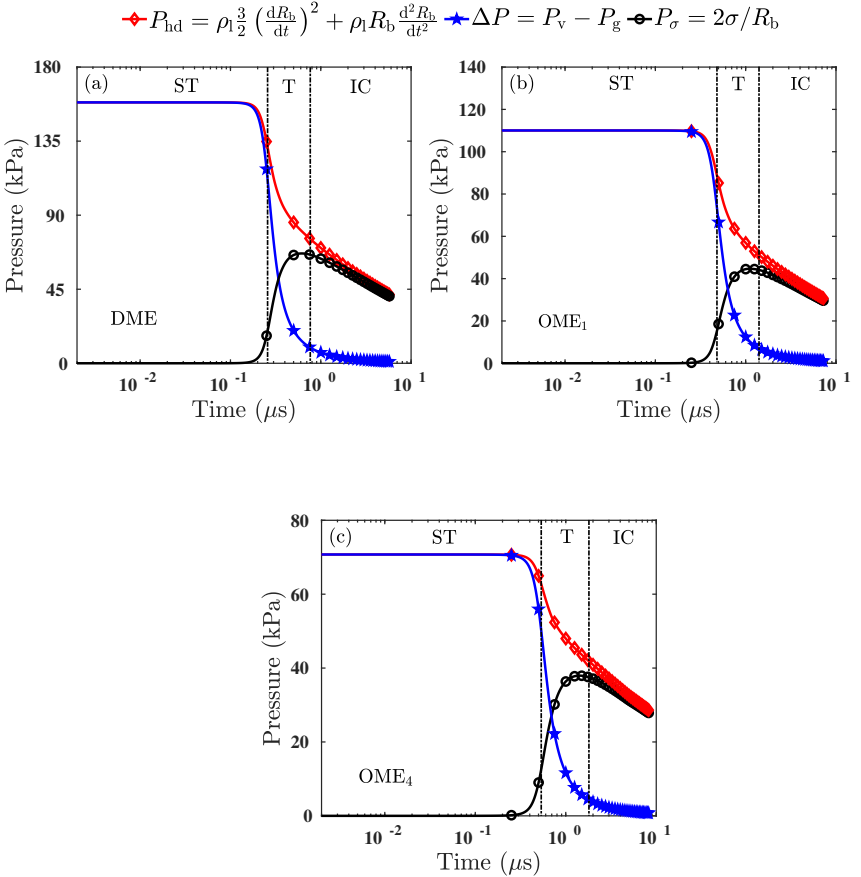 P_hd = ρ_l 3/2 (dR_b/dt)^2 + ρ_l R_b d^2R_b/dt^2 ΔP = P_v − P_g P_σ = 2σ/R_b
180 (a) ST T IC
135
90
45
0
Pressure (kPa)
DME
10^-2 10^-1 10^0 10^1
Time (μs)
140 (b) ST T IC
120
100
80
60
40
20
0
Pressure (kPa)
OME_1
10^-2 10^-1 10^0 10^1
Time (μs)
80 (c) ST T IC
60
40
20
0
Pressure (kPa)
OME_4
10^-2 10^-1 10^0 10^1
Time (μs)